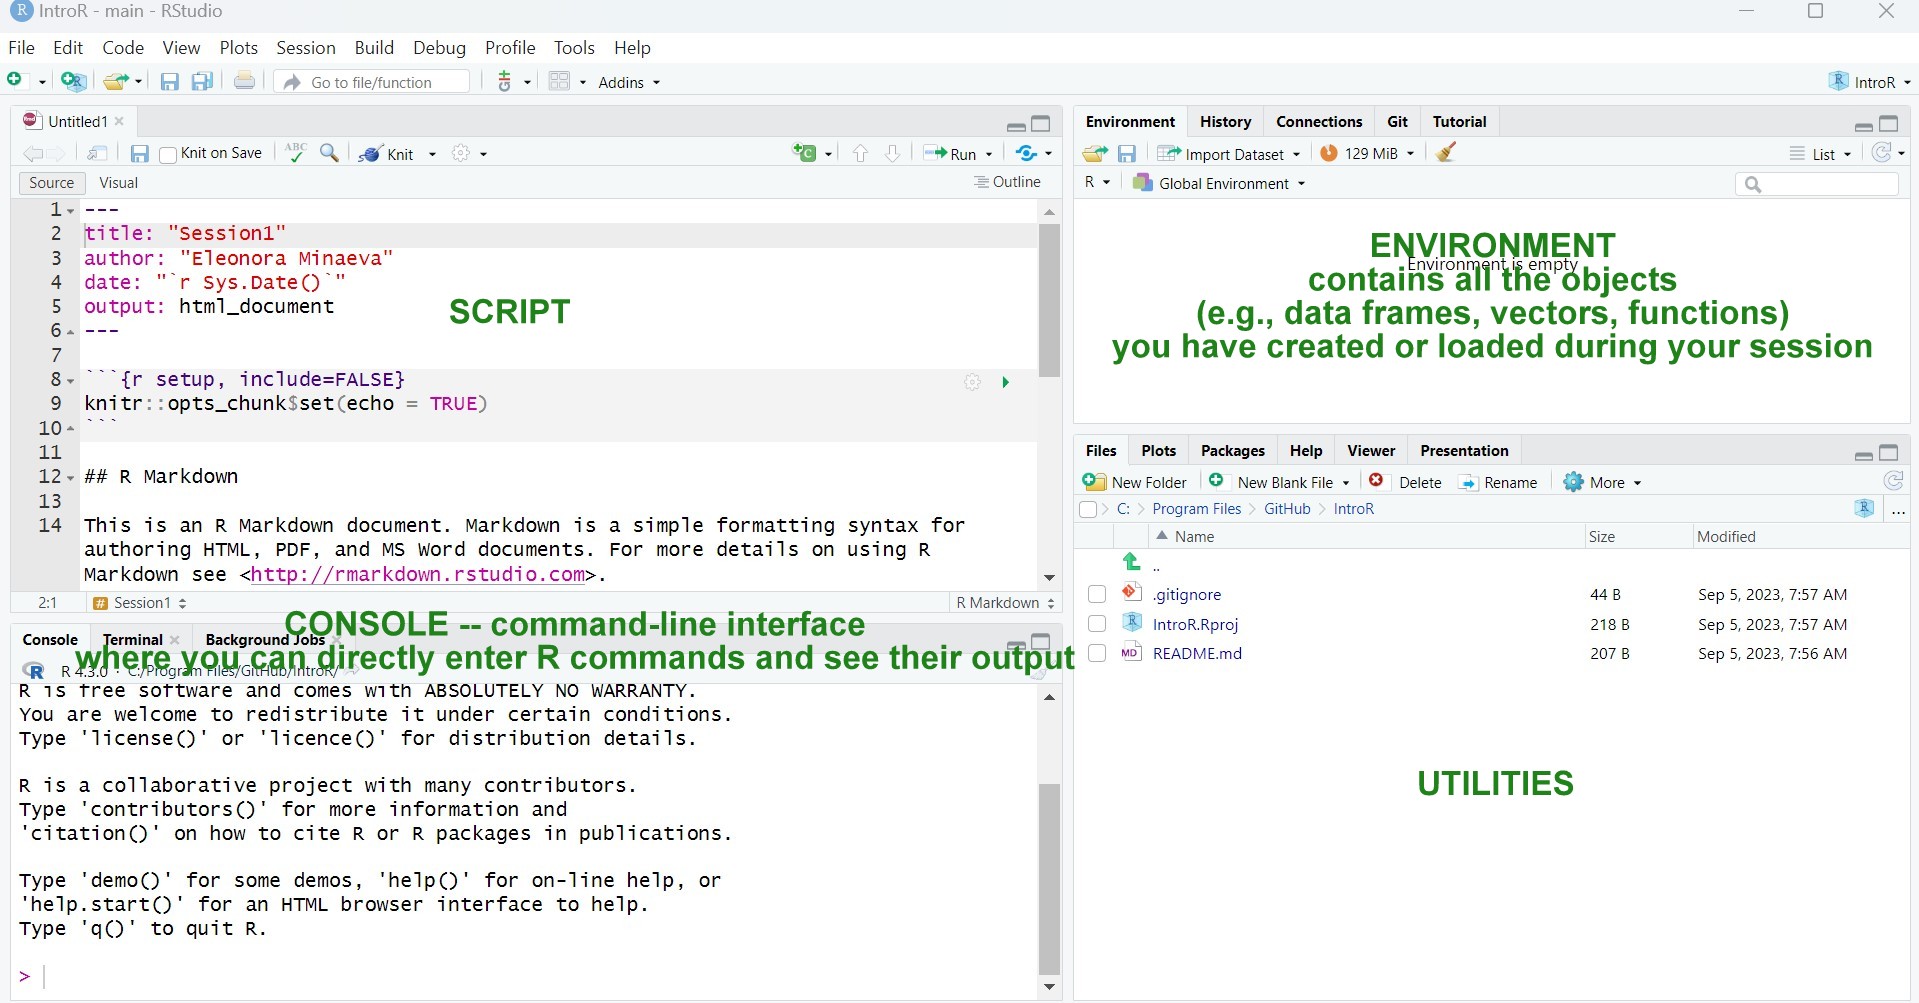 IntroR - main - RStudio
File Edit Code View Plots Session Build Debug Profile Tools Help
Go to file/function Addins IntroR
Untitled1
Knit on Save ABC Knit Run
Source Visual Outline
1 ---
2 title: "Session1"
3 author: "Eleonora Minaeva"
4 date: "`r Sys.Date()`"
5 output: html_document
6 ---
SCRIPT
7
8 ```{r setup, include=FALSE}
9 knitr::opts_chunk$set(echo = TRUE)
10 ```
11
12 ## R Markdown
13
14 This is an R Markdown document. Markdown is a simple formatting syntax for
authoring HTML, PDF, and MS Word documents. For more details on using R
Markdown see <http://rmarkdown.rstudio.com>.
2:1 # Session1 R Markdown
CONSOLE -- command-line interface
where you can directly enter R commands and see their output
Console Terminal Background Jobs
R 4.3.0 · C:/Program Files/GitHub/IntroR/
R is free software and comes with ABSOLUTELY NO WARRANTY.
You are welcome to redistribute it under certain conditions.
Type 'license()' or 'licence()' for distribution details.
R is a collaborative project with many contributors.
Type 'contributors()' for more information and
'citation()' on how to cite R or R packages in publications.
Type 'demo()' for some demos, 'help()' for on-line help, or
'help.start()' for an HTML browser interface to help.
Type 'q()' to quit R.
>
Environment History Connections Git Tutorial
Import Dataset 129 MiB List
R Global Environment
ENVIRONMENT
Environment is empty
contains all the objects
(e.g., data frames, vectors, functions)
you have created or loaded during your session
Files Plots Packages Help Viewer Presentation
New Folder New Blank File Delete Rename More
C: Program Files GitHub IntroR ...
Name Size Modified
..
.gitignore 44 B Sep 5, 2023, 7:57 AM
IntroR.Rproj 218 B Sep 5, 2023, 7:57 AM
MD README.md 207 B Sep 5, 2023, 7:56 AM
UTILITIES